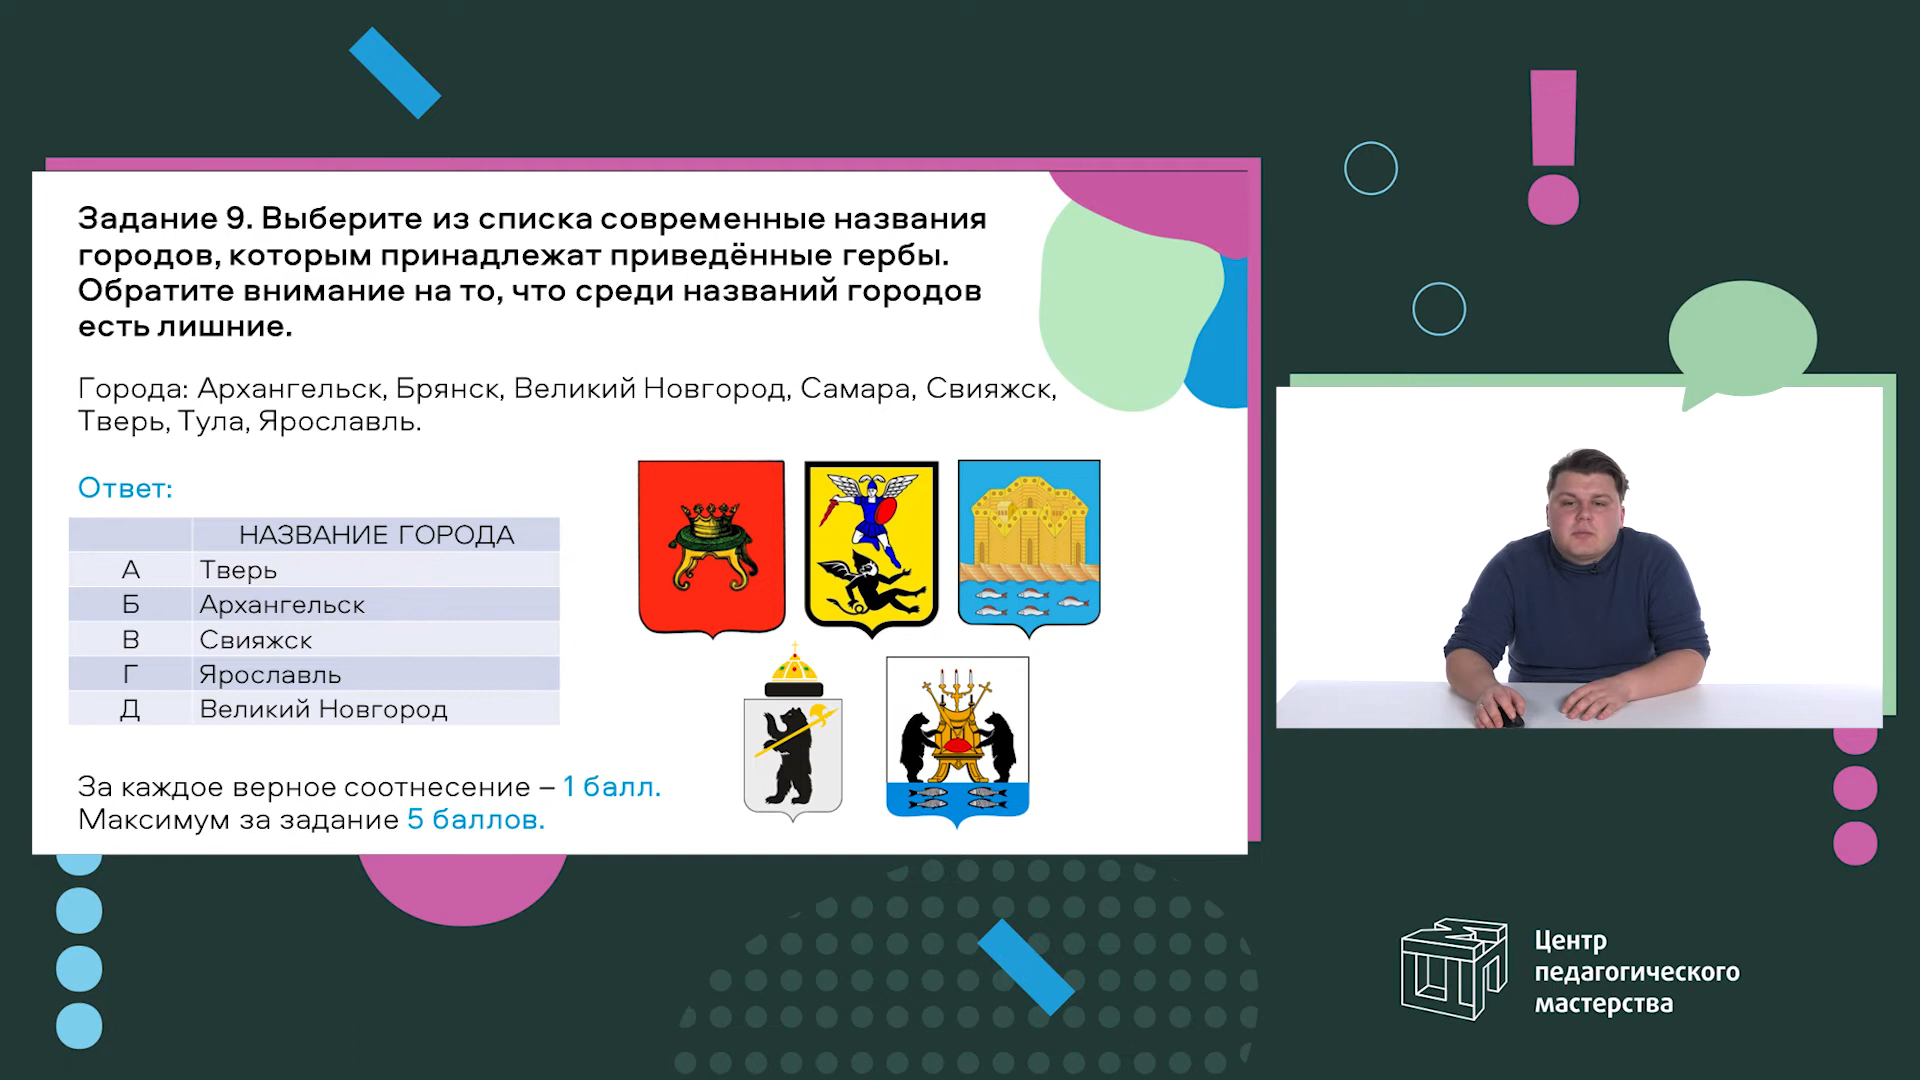 Задание 9. Выберите из списка современные названия
городов, которым принадлежат приведённые гербы.
Обратите внимание на то, что среди названий городов
есть лишние.
Города: Архангельск, Брянск, Великий Новгород, Самара, Свияжск,
Тверь, Тула, Ярославль.
Ответ:
НАЗВАНИЕ ГОРОДА
А Тверь
Б Архангельск
В Свияжск
Г Ярославль
Д Великий Новгород
За каждое верное соотнесение – 1 балл.
Максимум за задание 5 баллов.
Центр
педагогического
мастерства